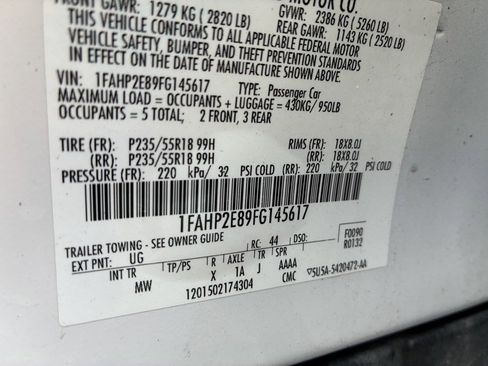 FRONT GAWR: 1279 KG ( 2820 LB)
MOTOR CO.
GVWR: 2386 KG ( 5260 LB)
REAR GAWR: 1143 KG ( 2520 LB)
THIS VEHICLE CONFORMS TO ALL APPLICABLE FEDERAL MOTOR
VEHICLE SAFETY, BUMPER, AND THEFT PREVENTION STANDARDS
IN EFFECT ON THE DATE OF MANUFACTURE SHOWN ABOVE.
VIN: 1FAHP2E89FG145617 TYPE: Passenger Car
MAXIMUM LOAD = OCCUPANTS + LUGGAGE = 430KG/ 950LB
OCCUPANTS = 5 TOTAL; 2 FRONT, 3 REAR
TIRE (FR): P235/55R18 99H RIMS (FR): 18X8.0J
(RR): P235/55R18 99H (RR): 18X8.0J
PRESSURE (FR): 220 kPa/ 32 PSI COLD (RR): 220 kPa/ 32 PSI COLD
1FAHP2E89FG145617
TRAILER TOWING - SEE OWNER GUIDE
RC: 44 DSO:
F0090
R0132
EXT PNT: UG
INT TR TP/PS R AXLE TR SPR
MW X 1A J AAAA
1201502174304 CMC
5U5A-5420472-AA